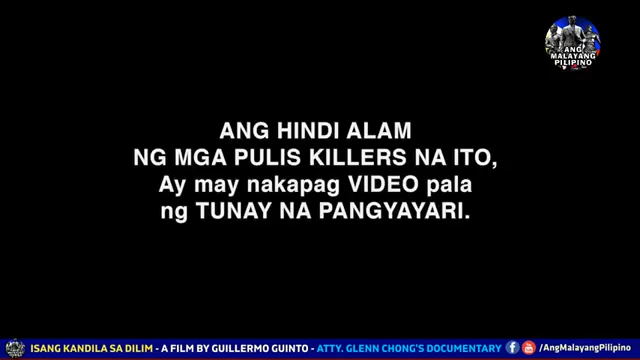 ANG
MALAYANG
PILIPINO
ANG HINDI ALAM
NG MGA PULIS KILLERS NA ITO,
Ay may nakapag VIDEO pala
ng TUNAY NA PANGYAYARI.
ISANG KANDILA SA DILIM - A FILM BY GUILLERMO GUINTO - ATTY. GLENN CHONG'S DOCUMENTARY /AngMalayangPilipino